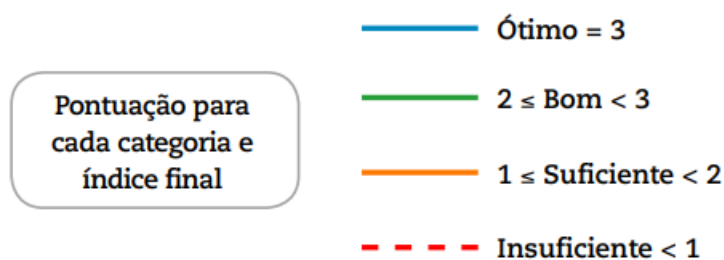 Pontuação para
cada categoria e
índice final
Ótimo = 3
2 ≤ Bom < 3
1 ≤ Suficiente < 2
Insuficiente < 1